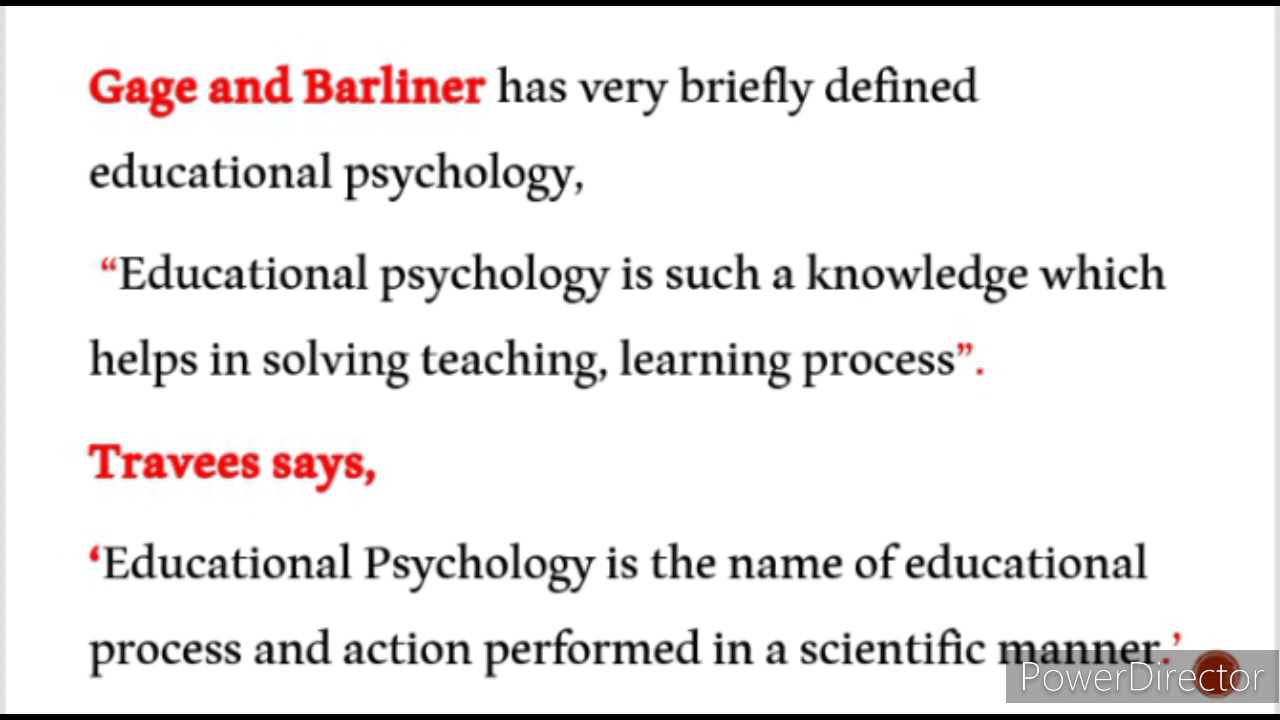 Gage and Barliner has very briefly defined
educational psychology,
“Educational psychology is such a knowledge which
helps in solving teaching, learning process”.
Travees says,
‘Educational Psychology is the name of educational
process and action performed in a scientific manner.’
PowerDirector